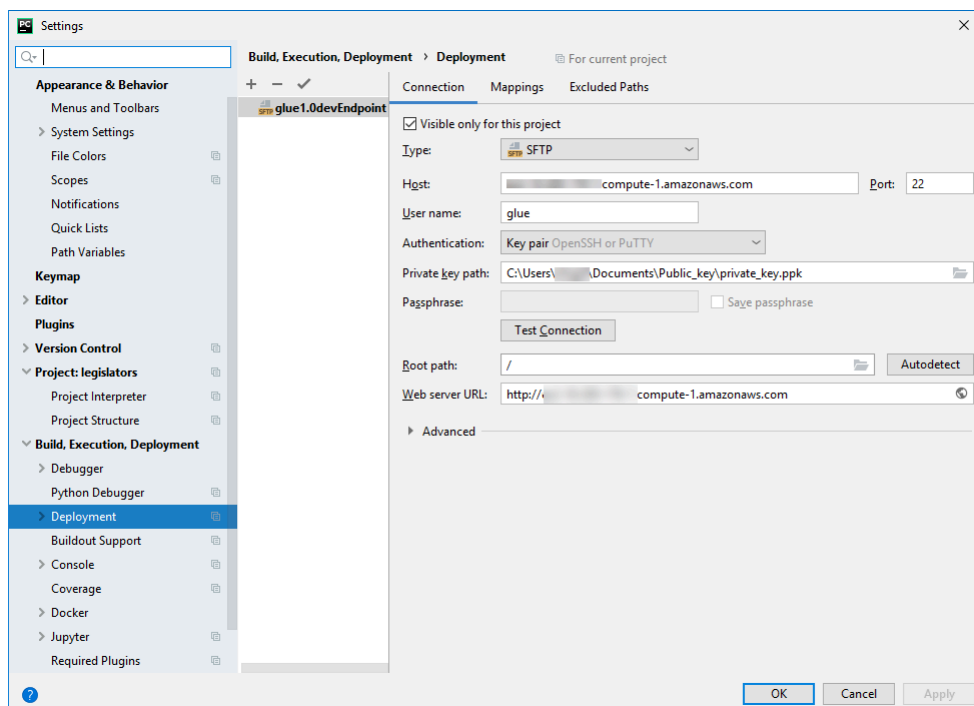 PC Settings
Build, Execution, Deployment › Deployment For current project
Appearance & Behavior
Menus and Toolbars
System Settings
File Colors
Scopes
Notifications
Quick Lists
Path Variables
Keymap
Editor
Plugins
Version Control
Project: legislators
Project Interpreter
Project Structure
Build, Execution, Deployment
Debugger
Python Debugger
Deployment
Buildout Support
Console
Coverage
Docker
Jupyter
Required Plugins
SFTP glue1.0devEndpoint
Connection Mappings Excluded Paths
Visible only for this project
Type: SFTP SFTP
Host: compute-1.amazonaws.com Port: 22
User name: glue
Authentication: Key pair OpenSSH or PuTTY
Private key path: C:\Users\ \Documents\Public_key\private_key.ppk
Passphrase: Save passphrase
Test Connection
Root path: / Autodetect
Web server URL: http:// compute-1.amazonaws.com
Advanced
? OK Cancel Apply